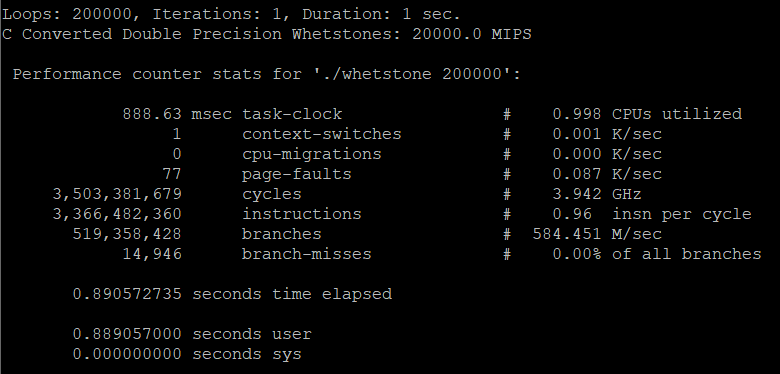 Loops: 200000, Iterations: 1, Duration: 1 sec.
C Converted Double Precision Whetstones: 20000.0 MIPS
Performance counter stats for './whetstone 200000':
888.63 msec task-clock # 0.998 CPUs utilized
1 context-switches # 0.001 K/sec
0 cpu-migrations # 0.000 K/sec
77 page-faults # 0.087 K/sec
3,503,381,679 cycles # 3.942 GHz
3,366,482,360 instructions # 0.96 insn per cycle
519,358,428 branches # 584.451 M/sec
14,946 branch-misses # 0.00% of all branches
0.890572735 seconds time elapsed
0.889057000 seconds user
0.000000000 seconds sys